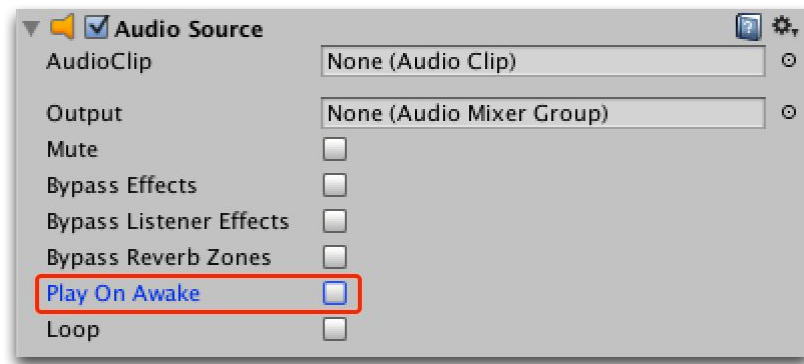 Audio Source
AudioClip None (Audio Clip)
Output None (Audio Mixer Group)
Mute
Bypass Effects
Bypass Listener Effects
Bypass Reverb Zones
Play On Awake
Loop